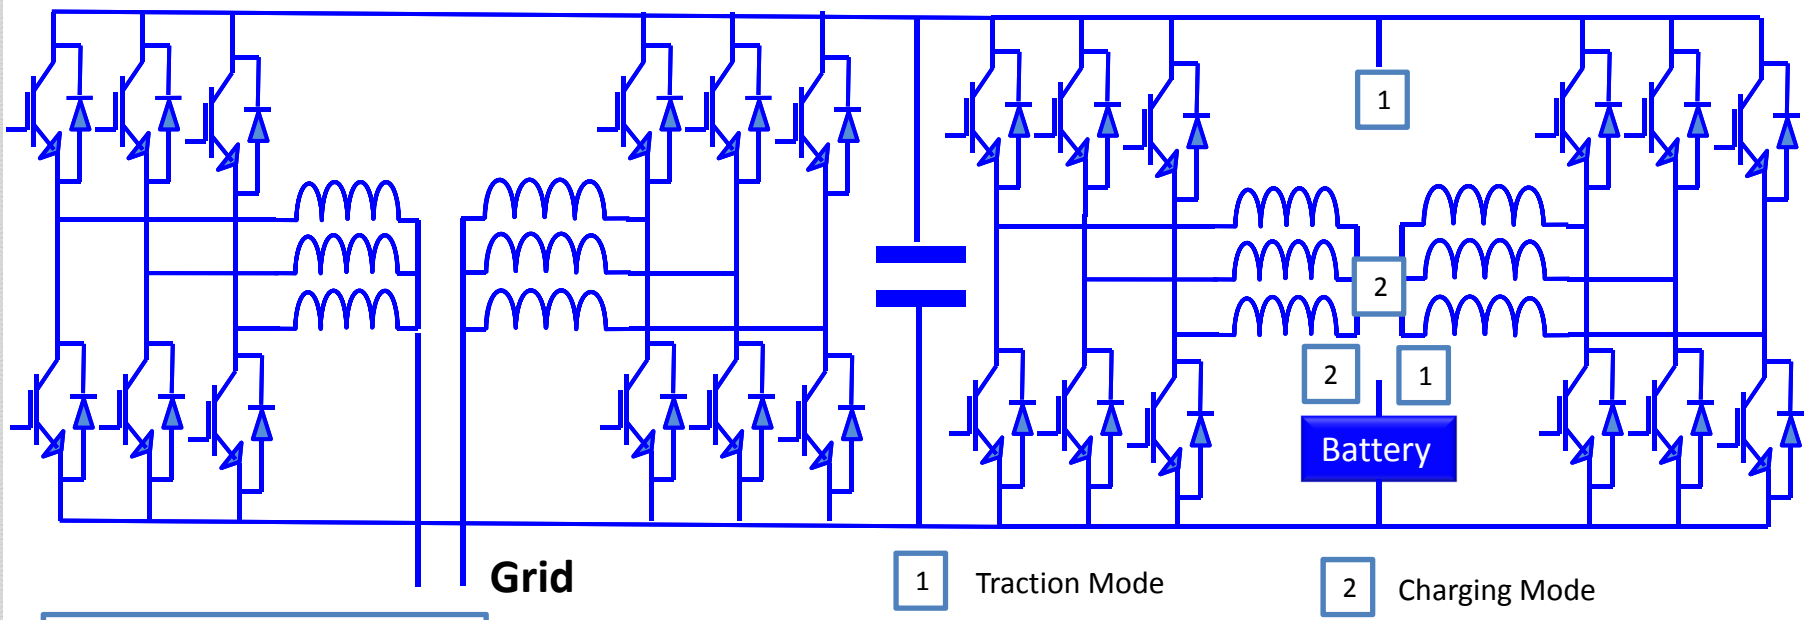 1
2
2
1
Battery
Grid
1 Traction Mode
2 Charging Mode